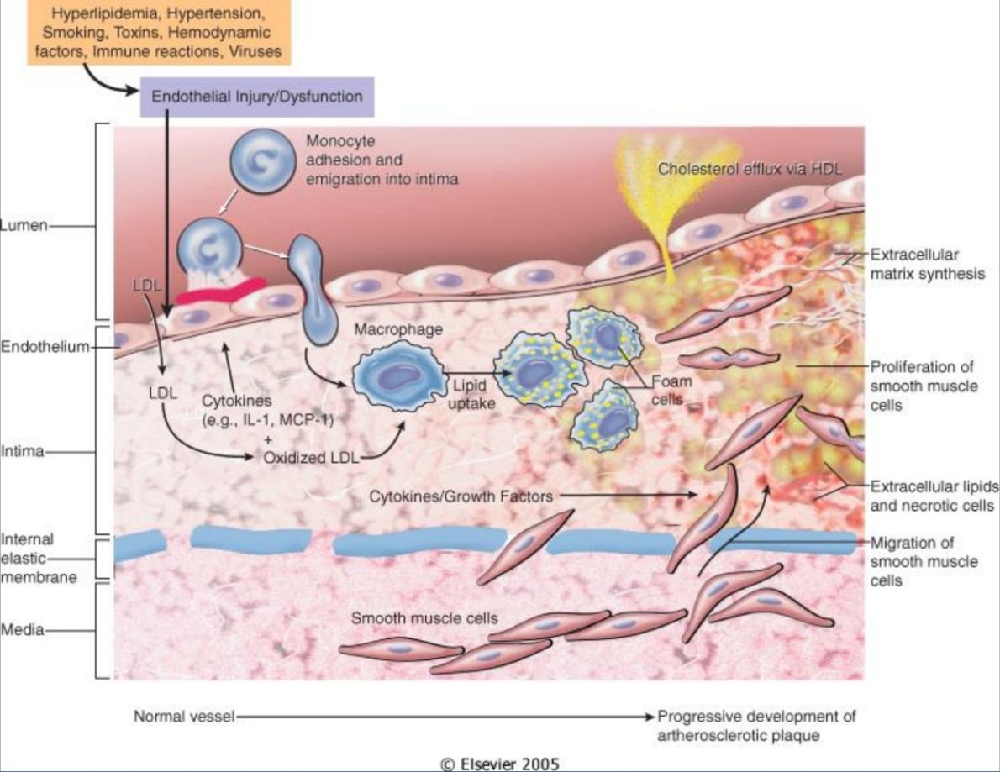 Hyperlipidemia, Hypertension,
Smoking, Toxins, Hemodynamic
factors, Immune reactions, Viruses
Endothelial Injury/Dysfunction
Monocyte
adhesion and
emigration into intima
Cholesterol efflux via HDL
Lumen
Extracellular
matrix synthesis
LDL
Endothelium
Macrophage
Proliferation of
smooth muscle
cells
LDL
Cytokines
(e.g., IL-1, MCP-1)
+
Oxidized LDL
Lipid
uptake
Foam
cells
Intima
Cytokines/Growth Factors
Extracellular lipids
and necrotic cells
Internal
elastic
membrane
Migration of
smooth muscle
cells
Media
Smooth muscle cells
Normal vessel
Progressive development of
artherosclerotic plaque
© Elsevier 2005